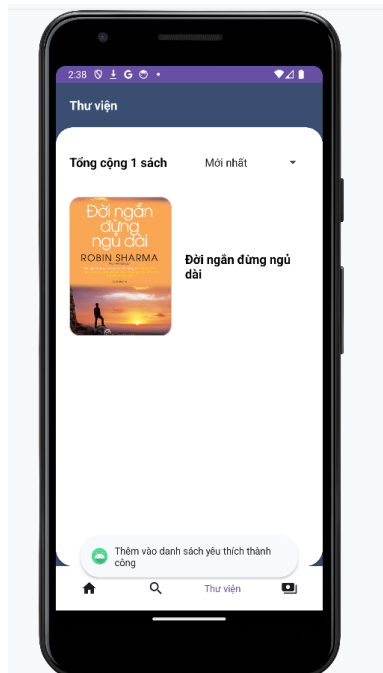 2:38 G
Thư viện
Tổng cộng 1 sách
Mới nhất
Đời ngắn
đừng
ngủ dài
ROBIN SHARMA
Đời ngắn đừng ngủ
dài
Thêm vào danh sách yêu thích thành
công
Thư viện